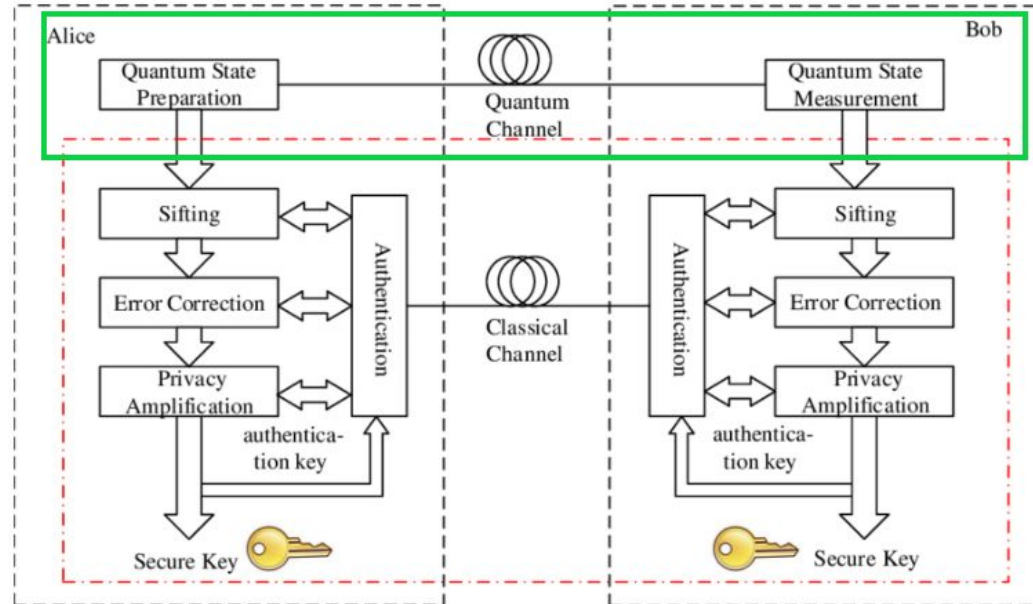 Alice
Bob
Quantum State
Preparation
Quantum
Channel
Quantum State
Measurement
Sifting
Error Correction
Privacy
Amplification
Authentication
authentica-
tion key
Secure Key
Classical
Channel
Authentication
Sifting
Error Correction
Privacy
Amplification
authentica-
tion key
Secure Key